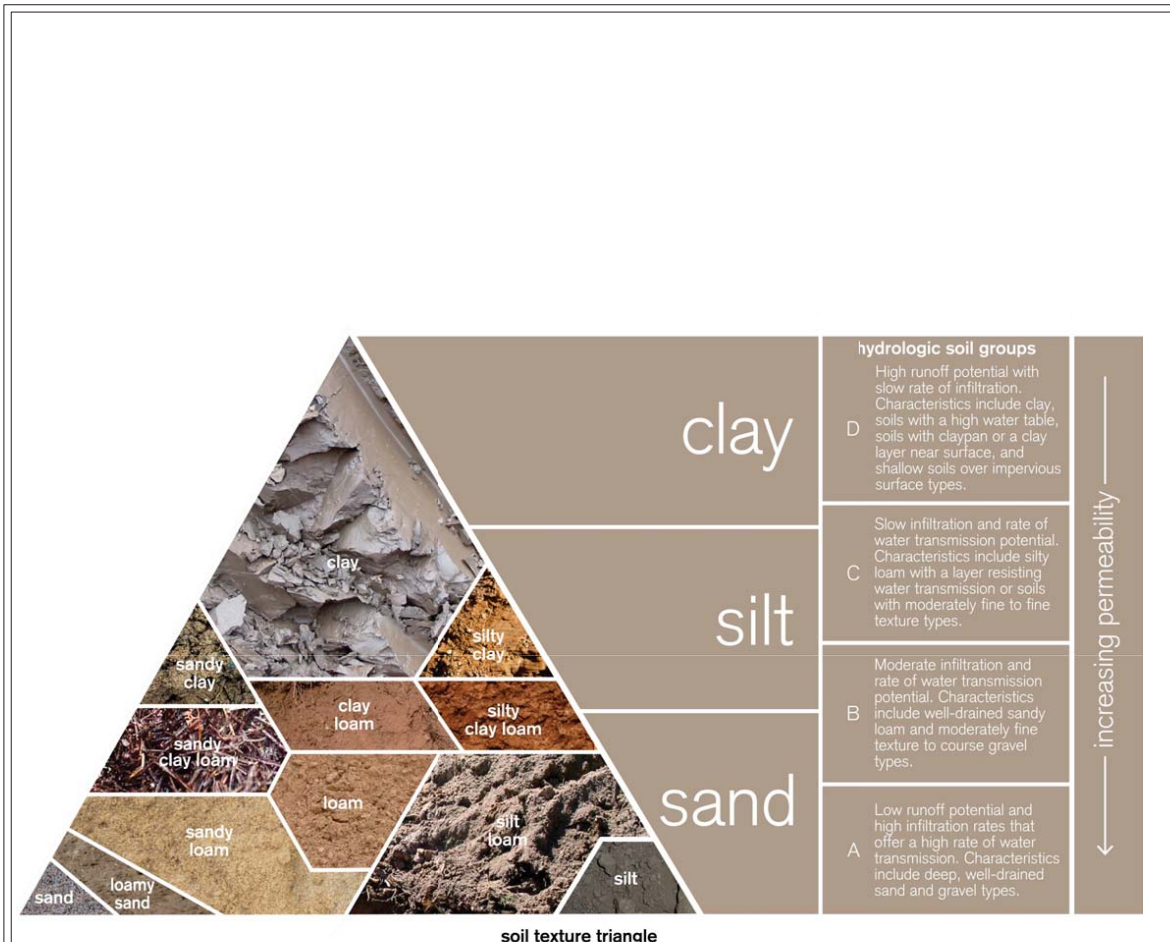 clay
silty
clay
sandy
clay
clay
loam
silty
clay loam
sandy
clay loam
loam
sandy
loam
silt
loam
sand
loamy
sand
silt
soil texture triangle
clay
silt
sand
hydrologic soil groups
D
High runoff potential with
slow rate of infiltration.
Characteristics include clay,
soils with a high water table,
soils with claypan or a clay
layer near surface, and
shallow soils over impervious
surface types.
C
Slow infiltration and rate of
water transmission potential.
Characteristics include silty
loam with a layer resisting
water transmission or soils
with moderately fine to fine
texture types.
B
Moderate infiltration and
rate of water transmission
potential. Characteristics
include well-drained sandy
loam and moderately fine
texture to course gravel
types.
A
Low runoff potential and
high infiltration rates that
offer a high rate of water
transmission. Characteristics
include deep, well-drained
sand and gravel types.
increasing permeability